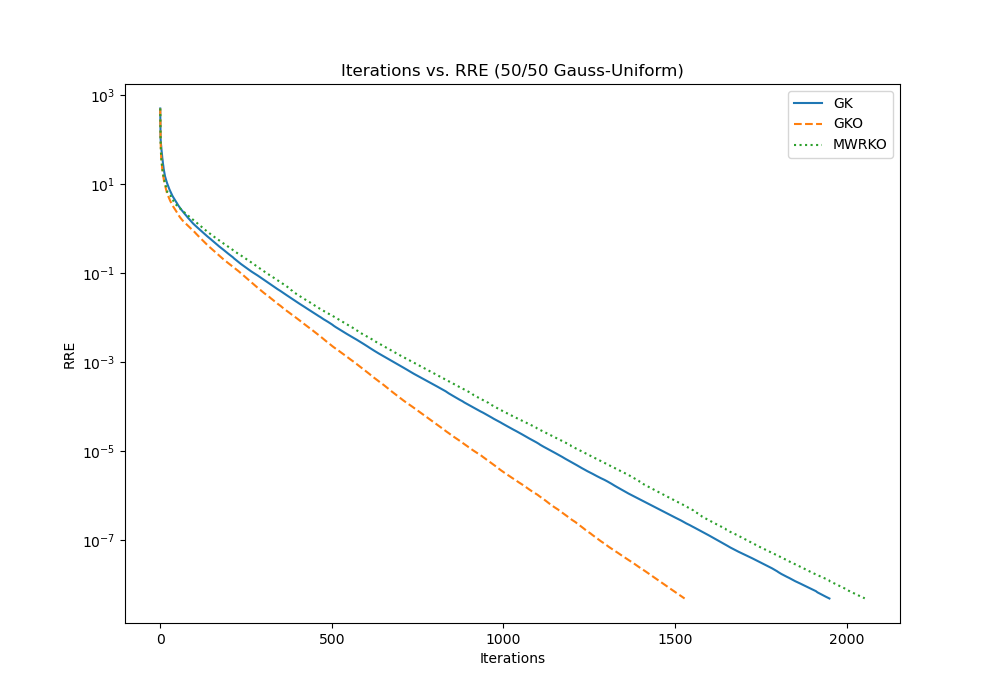 Iterations vs. RRE (50/50 Gauss-Uniform)
GK
GKO
MWRKO
RRE
10³
10¹
10⁻¹
10⁻³
10⁻⁵
10⁻⁷
0 500 1000 1500 2000
Iterations